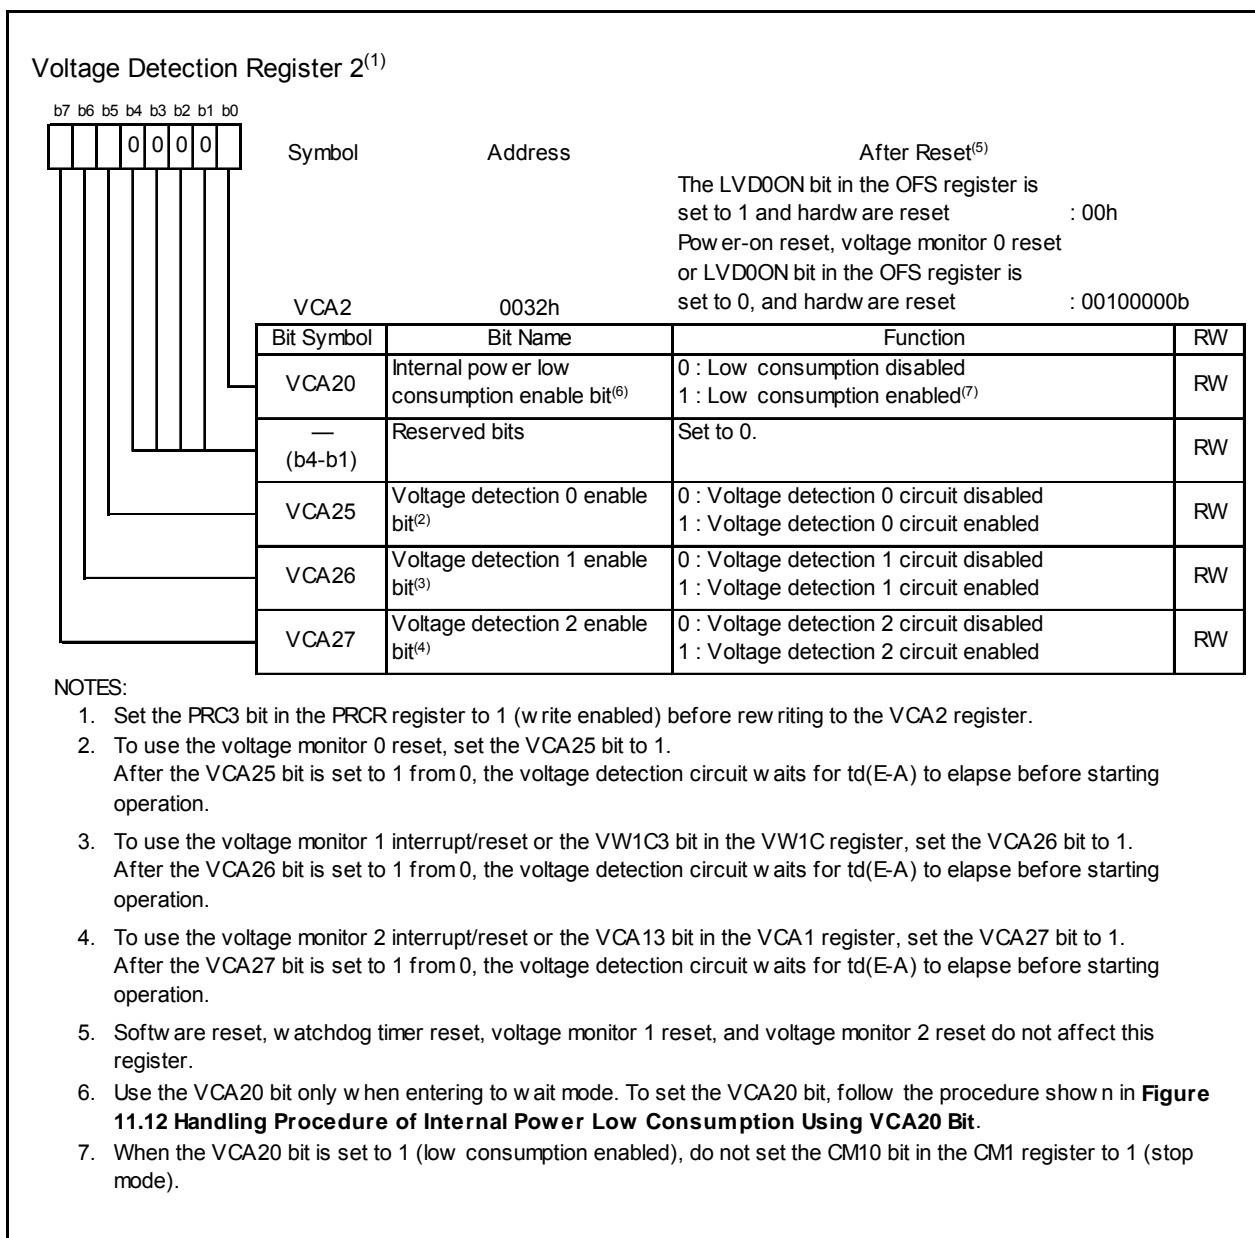 Voltage Detection Register 2(1)
b7 b6 b5 b4 b3 b2 b1 b0
0 0 0 0
Symbol Address After Reset(5)
The LVD0ON bit in the OFS register is
set to 1 and hardware reset : 00h
Power-on reset, voltage monitor 0 reset
or LVD0ON bit in the OFS register is
VCA2 0032h set to 0, and hardware reset : 00100000b
Bit Symbol Bit Name Function RW
VCA20 Internal power low consumption enable bit(6) 0 : Low consumption disabled RW
1 : Low consumption enabled(7)
— Reserved bits Set to 0. RW
(b4-b1)
VCA25 Voltage detection 0 enable bit(2) 0 : Voltage detection 0 circuit disabled RW
1 : Voltage detection 0 circuit enabled
VCA26 Voltage detection 1 enable bit(3) 0 : Voltage detection 1 circuit disabled RW
1 : Voltage detection 1 circuit enabled
VCA27 Voltage detection 2 enable bit(4) 0 : Voltage detection 2 circuit disabled RW
1 : Voltage detection 2 circuit enabled
NOTES:
1. Set the PRC3 bit in the PRCR register to 1 (write enabled) before rewriting to the VCA2 register.
2. To use the voltage monitor 0 reset, set the VCA25 bit to 1.
After the VCA25 bit is set to 1 from 0, the voltage detection circuit waits for td(E-A) to elapse before starting
operation.
3. To use the voltage monitor 1 interrupt/reset or the VW1C3 bit in the VW1C register, set the VCA26 bit to 1.
After the VCA26 bit is set to 1 from 0, the voltage detection circuit waits for td(E-A) to elapse before starting
operation.
4. To use the voltage monitor 2 interrupt/reset or the VCA13 bit in the VCA1 register, set the VCA27 bit to 1.
After the VCA27 bit is set to 1 from 0, the voltage detection circuit waits for td(E-A) to elapse before starting
operation.
5. Software reset, watchdog timer reset, voltage monitor 1 reset, and voltage monitor 2 reset do not affect this
register.
6. Use the VCA20 bit only when entering to wait mode. To set the VCA20 bit, follow the procedure shown in Figure
11.12 Handling Procedure of Internal Power Low Consumption Using VCA20 Bit.
7. When the VCA20 bit is set to 1 (low consumption enabled), do not set the CM10 bit in the CM1 register to 1 (stop
mode).